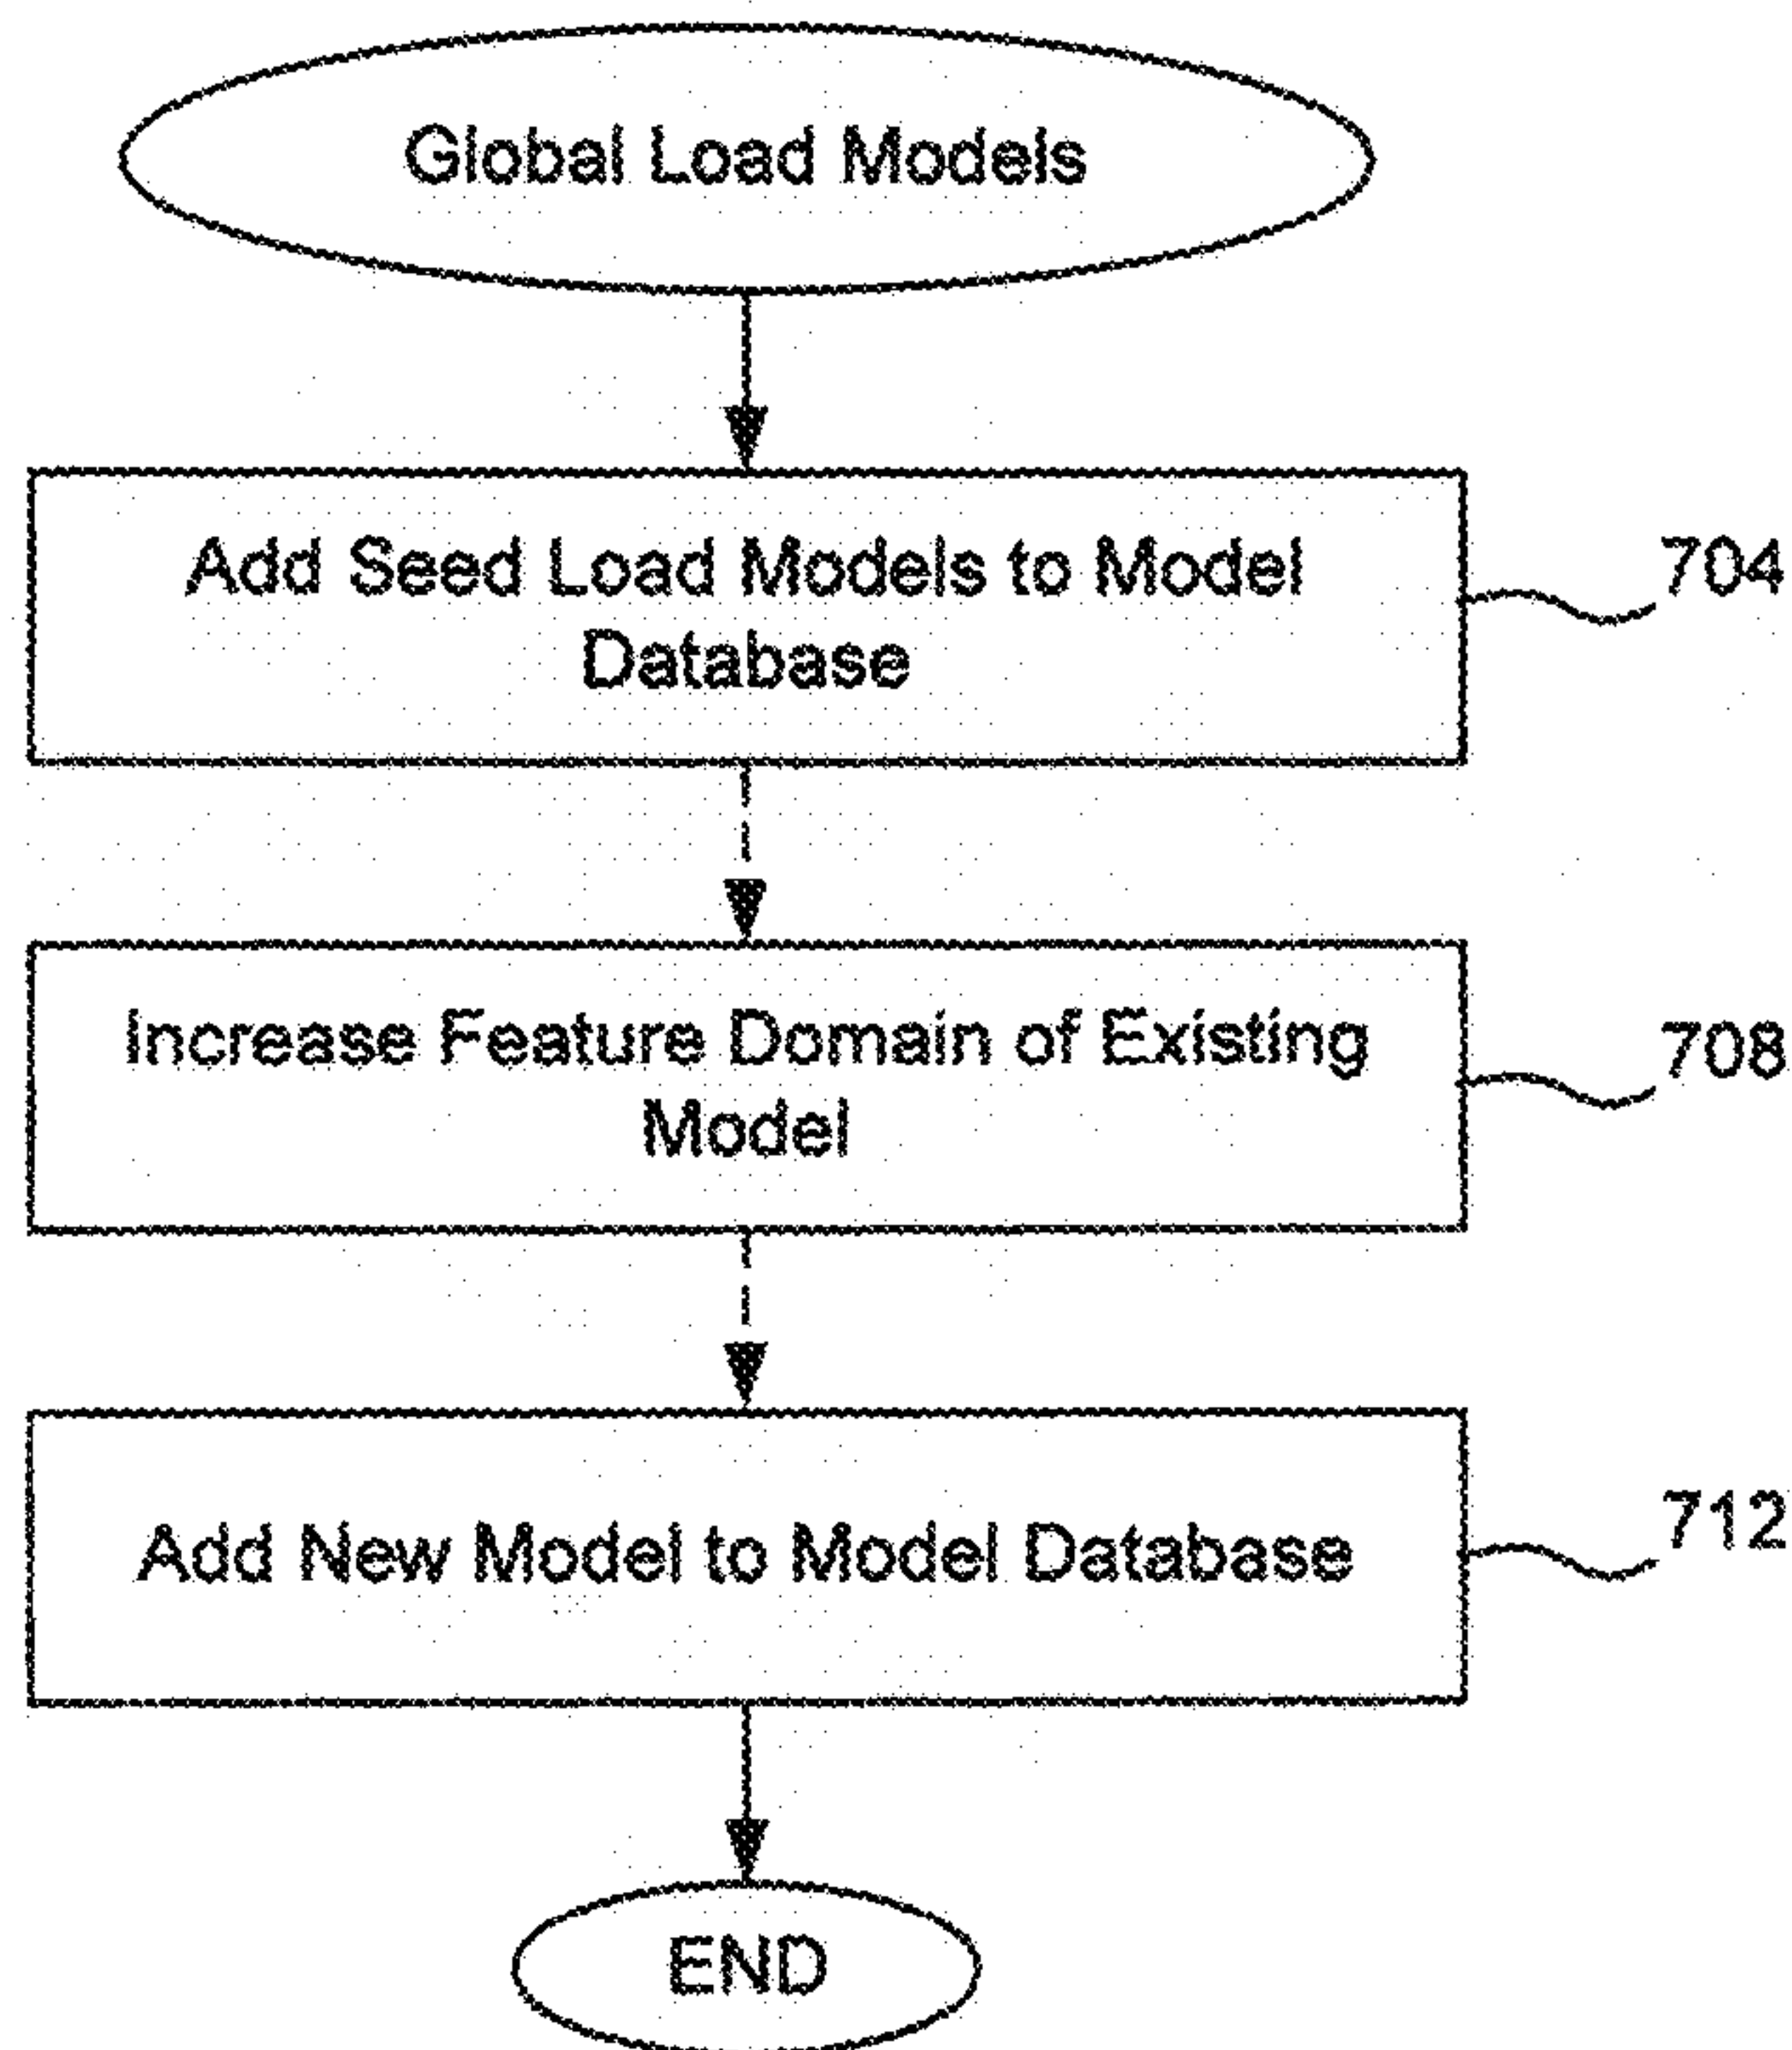 Global Load Models
Add Seed Load Models to Model
Database
704
Increase Feature Domain of Existing
Model
708
Add New Model to Model Database
712
END